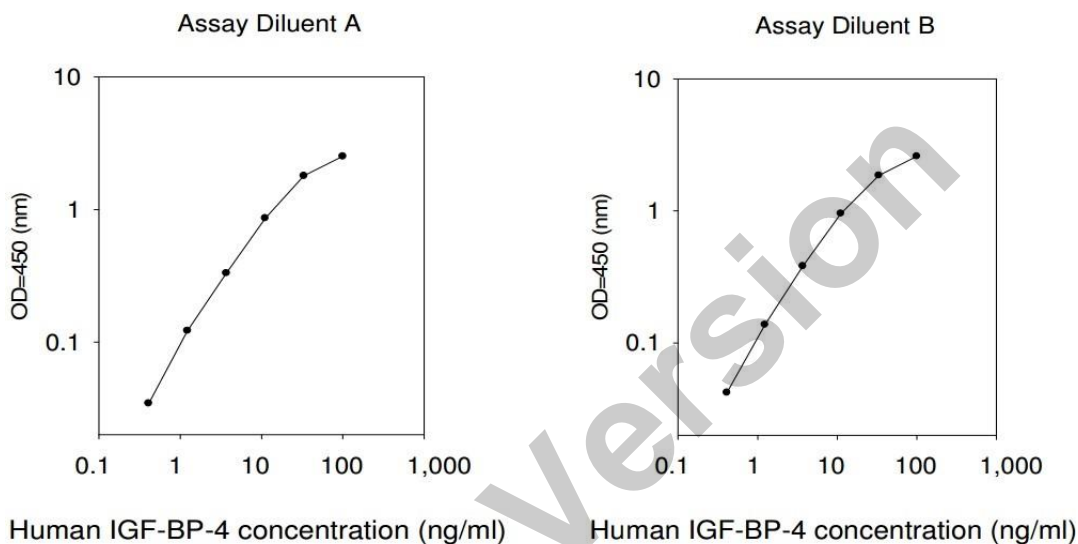 Assay Diluent A
10
1
0.1
OD=450 (nm)
0.1 1 10 100 1,000
Human IGF-BP-4 concentration (ng/ml)
Assay Diluent B
10
1
0.1
OD=450 (nm)
0.1 1 10 100 1,000
Human IGF-BP-4 concentration (ng/ml)
Version